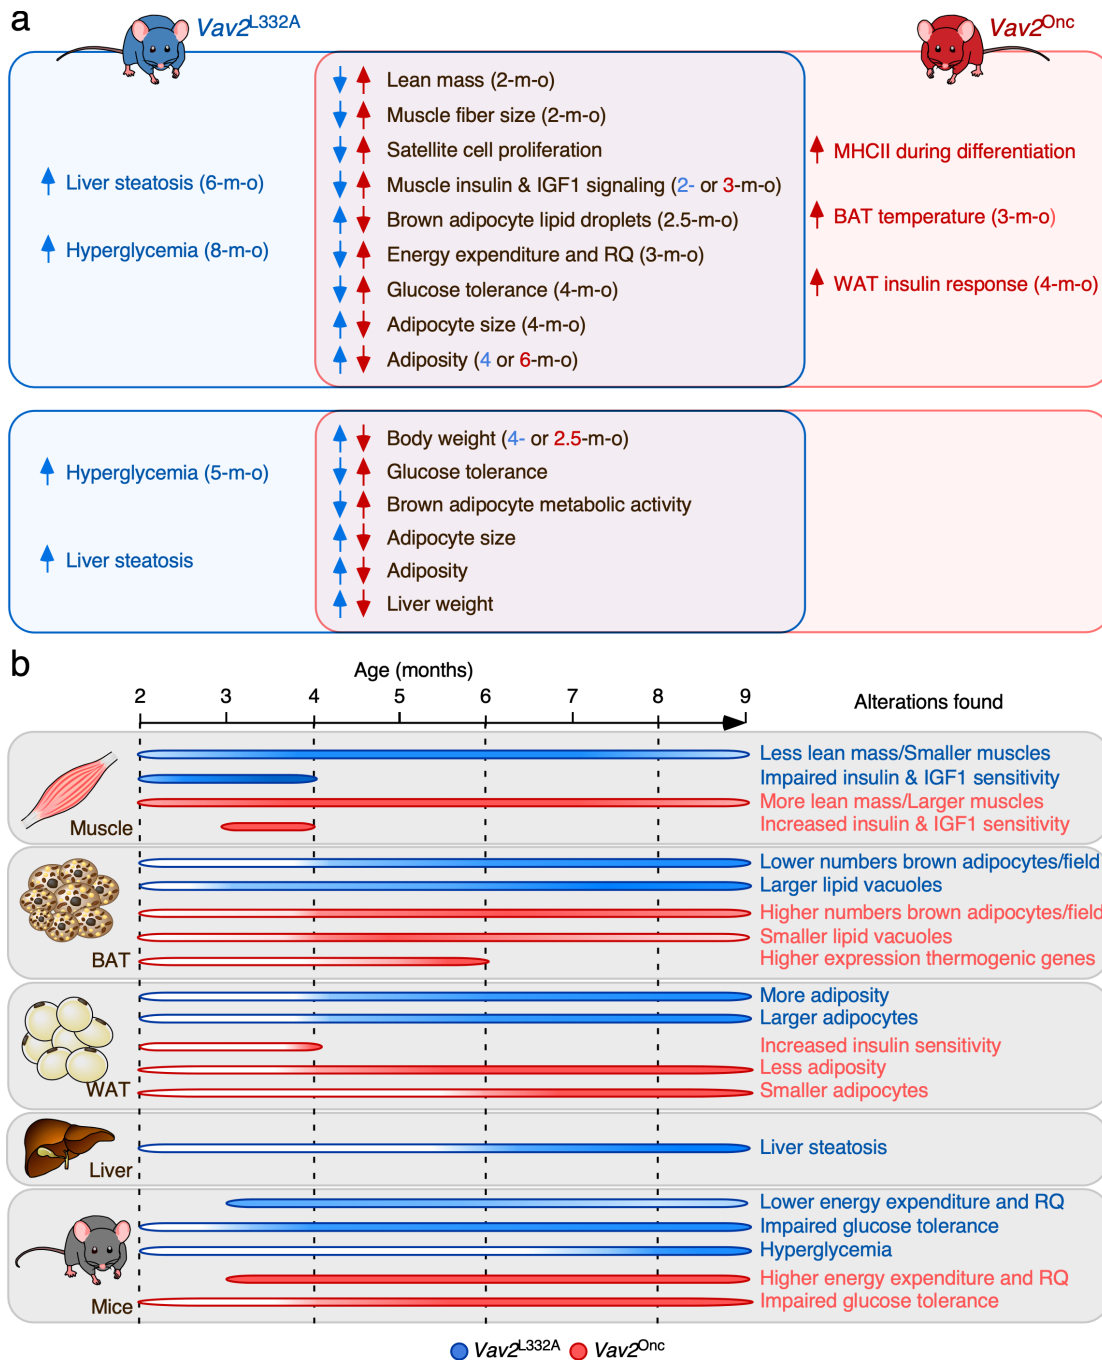 a
Vav2L332A
Vav2Onc
Liver steatosis (6-m-o)
Hyperglycemia (8-m-o)
Lean mass (2-m-o)
Muscle fiber size (2-m-o)
Satellite cell proliferation
Muscle insulin & IGF1 signaling (2- or 3-m-o)
Brown adipocyte lipid droplets (2.5-m-o)
Energy expenditure and RQ (3-m-o)
Glucose tolerance (4-m-o)
Adipocyte size (4-m-o)
Adiposity (4 or 6-m-o)
MHCII during differentiation
BAT temperature (3-m-o)
WAT insulin response (4-m-o)
Hyperglycemia (5-m-o)
Liver steatosis
Body weight (4- or 2.5-m-o)
Glucose tolerance
Brown adipocyte metabolic activity
Adipocyte size
Adiposity
Liver weight
b
Age (months)
2 3 4 5 6 7 8 9
Alterations found
Muscle
Less lean mass/Smaller muscles
Impaired insulin & IGF1 sensitivity
More lean mass/Larger muscles
Increased insulin & IGF1 sensitivity
BAT
Lower numbers brown adipocytes/field
Larger lipid vacuoles
Higher numbers brown adipocytes/field
Smaller lipid vacuoles
Higher expression thermogenic genes
WAT
More adiposity
Larger adipocytes
Increased insulin sensitivity
Less adiposity
Smaller adipocytes
Liver
Liver steatosis
Mice
Lower energy expenditure and RQ
Impaired glucose tolerance
Hyperglycemia
Higher energy expenditure and RQ
Impaired glucose tolerance
Vav2L332A Vav2Onc